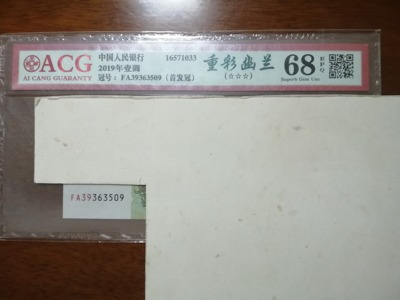 ACG
AI CANG GUARANTY
中国人民银行 16571033
2019年壹圆
冠号：FA39363509（首发冠）
重彩幽兰
(☆☆☆)
68 EPQ
Superb Gem Unc
FA39363509